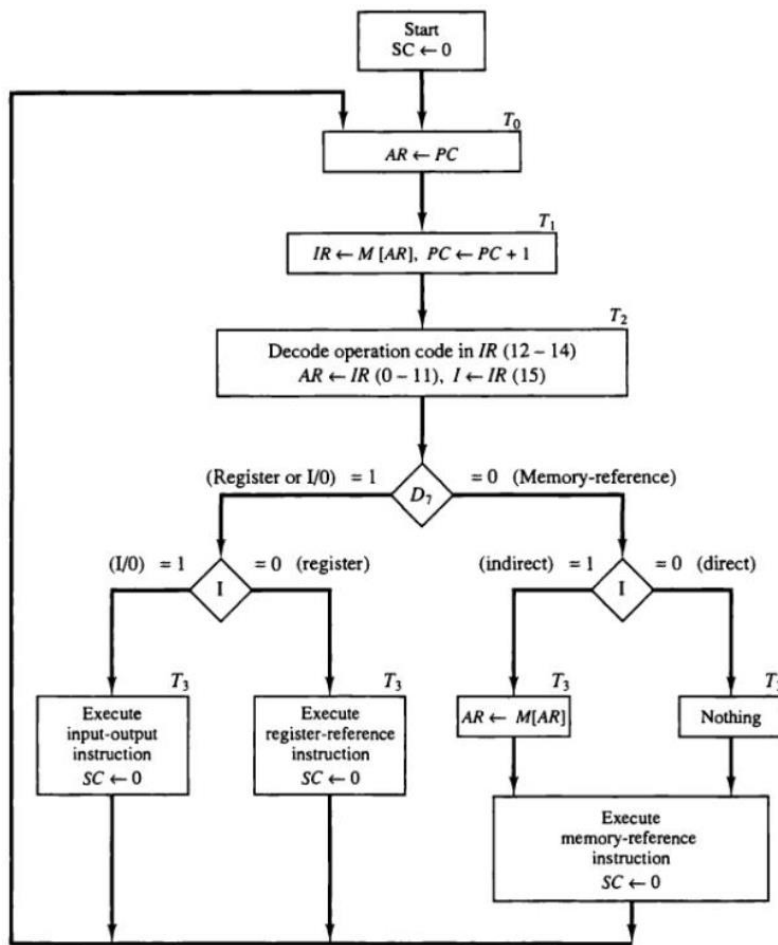 Start
SC ← 0
T₀
AR ← PC
T₁
IR ← M [AR], PC ← PC + 1
T₂
Decode operation code in IR (12 – 14)
AR ← IR (0 – 11), I ← IR (15)
(Register or I/0) = 1
D₇
= 0 (Memory-reference)
(I/0) = 1
I
= 0 (register)
(indirect) = 1
I
= 0 (direct)
T₃
T₃
T₃
Execute
input-output
instruction
SC ← 0
Execute
register-reference
instruction
SC ← 0
AR ← M[AR]
Nothing
Execute
memory-reference
instruction
SC ← 0